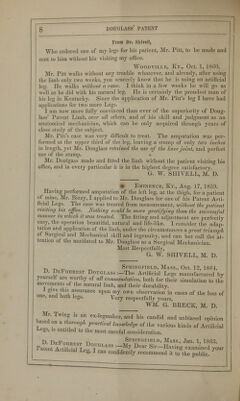 8 DOUGLASS' PATENT
From Dr. Shivell,
Who ordered one of my legs for his patient, Mr. Pitt, to be made and
sent to him without his visiting my office.
WOODVILLE, KY., Oct. 1, 1860.
Mr. Pitt walks without any trouble whatever, and already, after using
the limb only two weeks, you scarcely know that he is using an artificial
leg. He walks without a cane. I think in a few weeks he will go as
well as he did with his natural leg. He is certainly the proudest man of
his leg in Kentucky. Since the application of Mr. Pitt's leg I have had
applications for two more Legs.
I am now more fully convinced than ever of the superiority of Doug-
lass' Patent Limb, over all others, and of his skill and judgment as an
anatomized mechanician, which can be only acquired through years of
close study of the subject.
Mr. Pitt's case was very difficult to treat. The amputation was per-
formed at the upper third of the leg, leaving a stump of only two inches
in length, yet Mr. Douglass retained the use of the knee joint, and perfect
use of the stump.
Mr. Douglass made and fitted the limb without the patient visiting his
office, and in every particular it is in the highest degree satisfactory.
G. W. SHIVELL, M. D.
EMINENCE, KY., Aug. 17, 1859.
Having performed amputation of the left leg, at the thigh, for a patient
of mine, Mr. Nony, I applied to Mr. Douglass for one of his Patent Arti-
ficial Legs. The case was treated from measurement, without the patient
visiting his office. Nothing could be more gratifying than the successful
manner in which it was treated. The fitting and adjustment are perfectly
easy, the operation beautiful, natural and life-like. I consider the adap-
tation and application of the limb, under the circumstances a great triumph
of Surgical and Mechanical skill and ingenuity, and can but call the at-
tention of the mutilated to Mr. Douglass as a Surgical Mechanician.
Most Respectfully,
G. W. SHIVELL, M. D.
SPRINGFIELD, MASS., Oct. 12, 1864.
D. DEFORREST DOUGLASS:—The Artificial Legs manufactured by
yourself are worthy of all commendation, both for their simulation to the
movements of the natural limb, and their durability.
I give this assurance upon my own observation in cases of the loss of
one, and both legs. Very respectfully yours,
WM. G. BRECK, M. D.
Mr. Twing is an ex-legmaker, and his candid and unbiased opinion
based on a thorough practical knowledge of the various kinds of Artificial
Legs, is entitled to the most careful consideration.
SPRINGFIELD, MASS., Jan. 1, 1863.
D. DEFORREST DOUGLASS:—My Dear Sir—Having examined your
Patent Artificial Leg, I can confidently recommend it to the public.